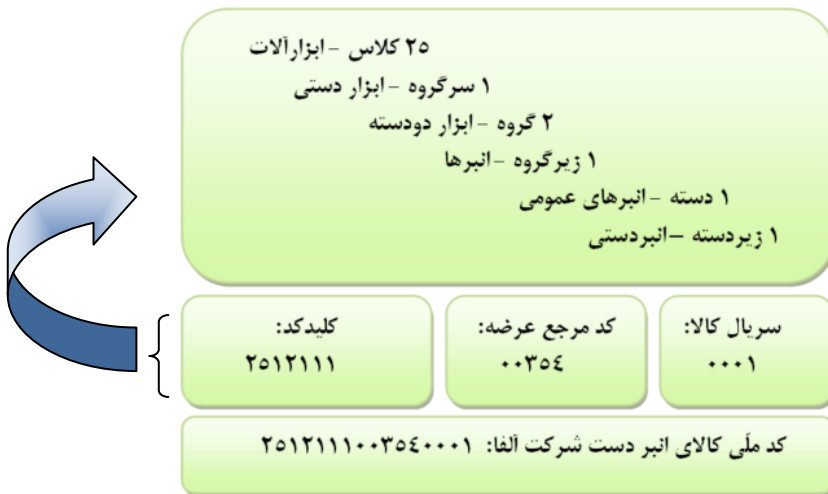 ۲۵ کلاس - ابزارآلات
۱ سرگروه - ابزار دستی
۲ گروه - ابزار دودسته
۱ زیرگروه - انبرها
۱ دسته - انبرهای عمومی
۱ زیردسته – انبردستی
سریال کالا:
۰۰۰۱
کد مرجع عرضه:
۰۰۳۵٤
کلیدکد:
۲۵۱۲۱۱۱
کد ملّی کالای انبر دست شرکت آلفا: ۲۵۱۲۱۱۱۰۰۳۵٤۰۰۰۱